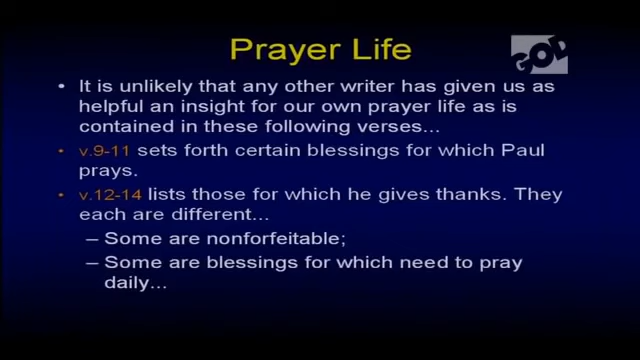 Prayer Life
GOD
• It is unlikely that any other writer has given us as
helpful an insight for our own prayer life as is
contained in these following verses...
• v.9-11 sets forth certain blessings for which Paul
prays.
• v.12-14 lists those for which he gives thanks. They
each are different...
– Some are nonforfeitable;
– Some are blessings for which need to pray
daily...